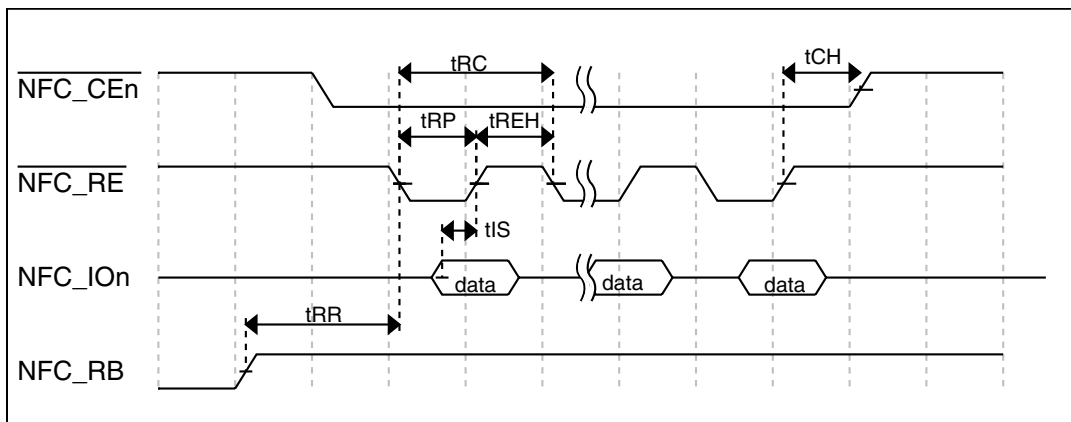 tRC
tCH
NFC_CEn
tRP
tREH
NFC_RE
tIS
NFC_IOn
data
data
data
tRR
NFC_RB